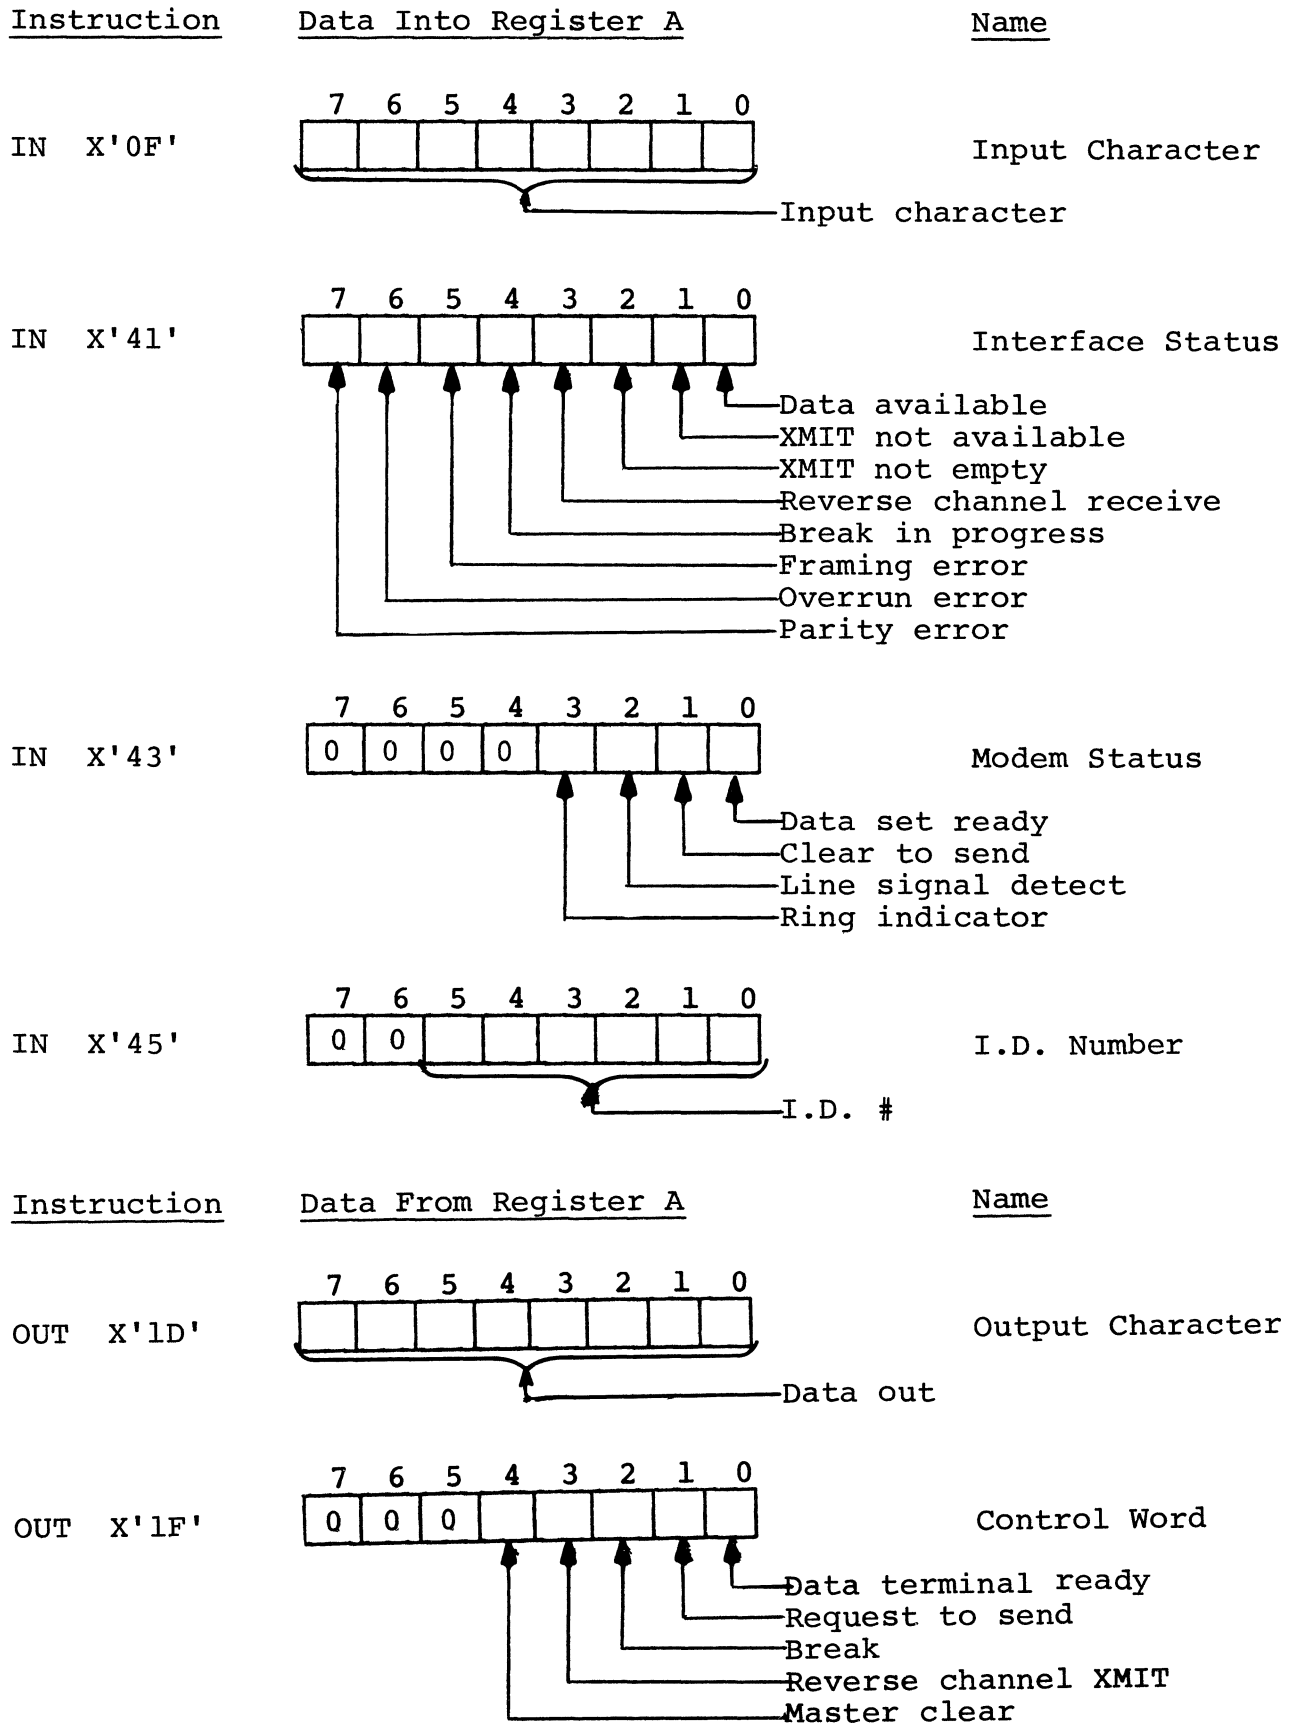 Instruction Data Into Register A Name
7 6 5 4 3 2 1 0
IN X'0F' Input Character
Input character
7 6 5 4 3 2 1 0
IN X'41' Interface Status
Data available
XMIT not available
XMIT not empty
Reverse channel receive
Break in progress
Framing error
Overrun error
Parity error
7 6 5 4 3 2 1 0
IN X'43' 0 0 0 0 Modem Status
Data set ready
Clear to send
Line signal detect
Ring indicator
7 6 5 4 3 2 1 0
IN X'45' 0 0 I.D. Number
I.D. #
Instruction Data From Register A Name
7 6 5 4 3 2 1 0
OUT X'1D' Output Character
Data out
7 6 5 4 3 2 1 0
OUT X'1F' 0 0 0 Control Word
Data terminal ready
Request to send
Break
Reverse channel XMIT
Master clear